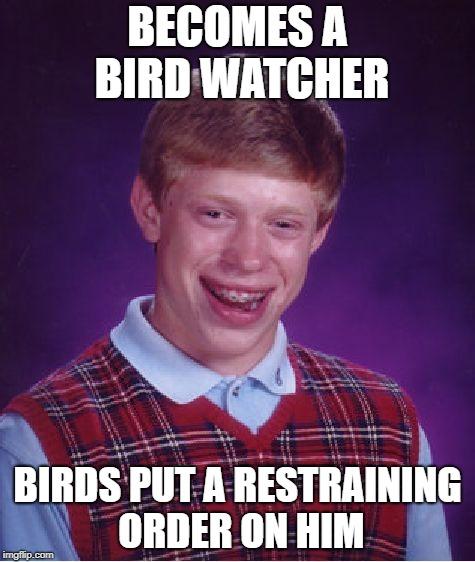 BECOMES A
BIRD WATCHER
BIRDS PUT A RESTRAINING
ORDER ON HIM
imgflip.com